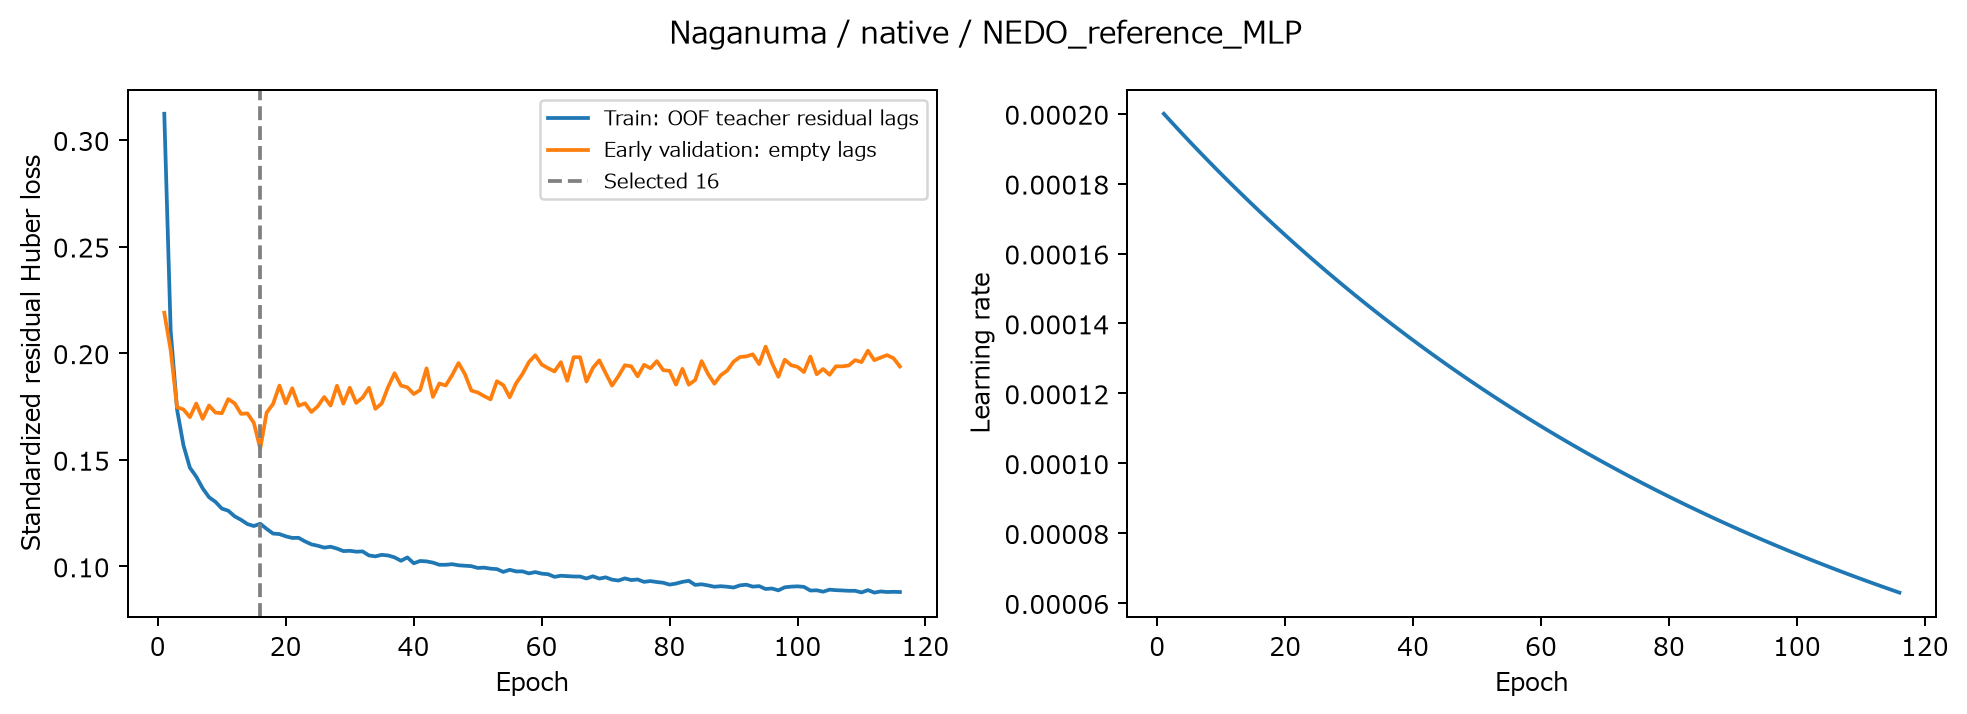 Naganuma / native / NEDO_reference_MLP
Standardized residual Huber loss
0.30
0.25
0.20
0.15
0.10
Train: OOF teacher residual lags
Early validation: empty lags
Selected 16
0 20 40 60 80 100 120
Epoch
Learning rate
0.00020
0.00018
0.00016
0.00014
0.00012
0.00010
0.00008
0.00006
0 20 40 60 80 100 120
Epoch